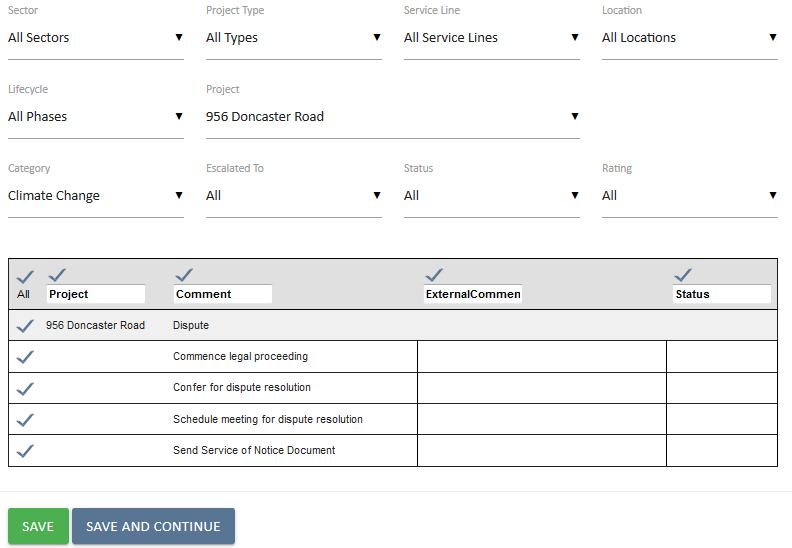 Sector Project Type Service Line Location
All Sectors All Types All Service Lines All Locations
Lifecycle Project
All Phases 956 Doncaster Road
Category Escalated To Status Rating
Climate Change All All All
All Project Comment ExternalCommen Status
956 Doncaster Road Dispute
Commence legal proceeding
Confer for dispute resolution
Schedule meeting for dispute resolution
Send Service of Notice Document
SAVE SAVE AND CONTINUE